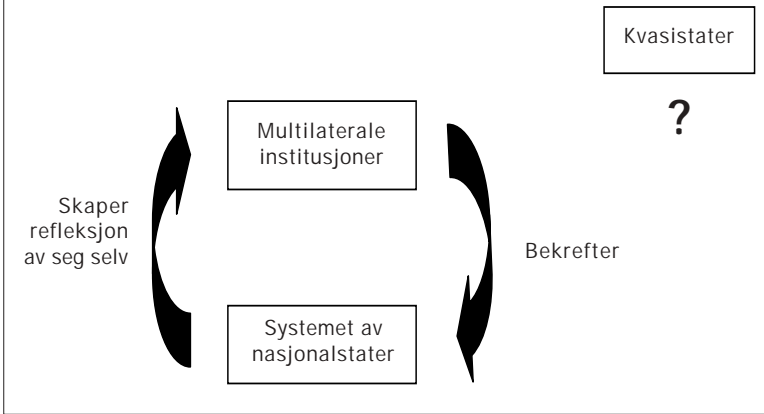 Kvasistater
?
Multilaterale
institusjoner
Skaper
refleksjon
av seg selv
Bekrefter
Systemet av
nasjonalstater